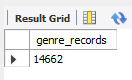 Result Grid
genre_records
14662